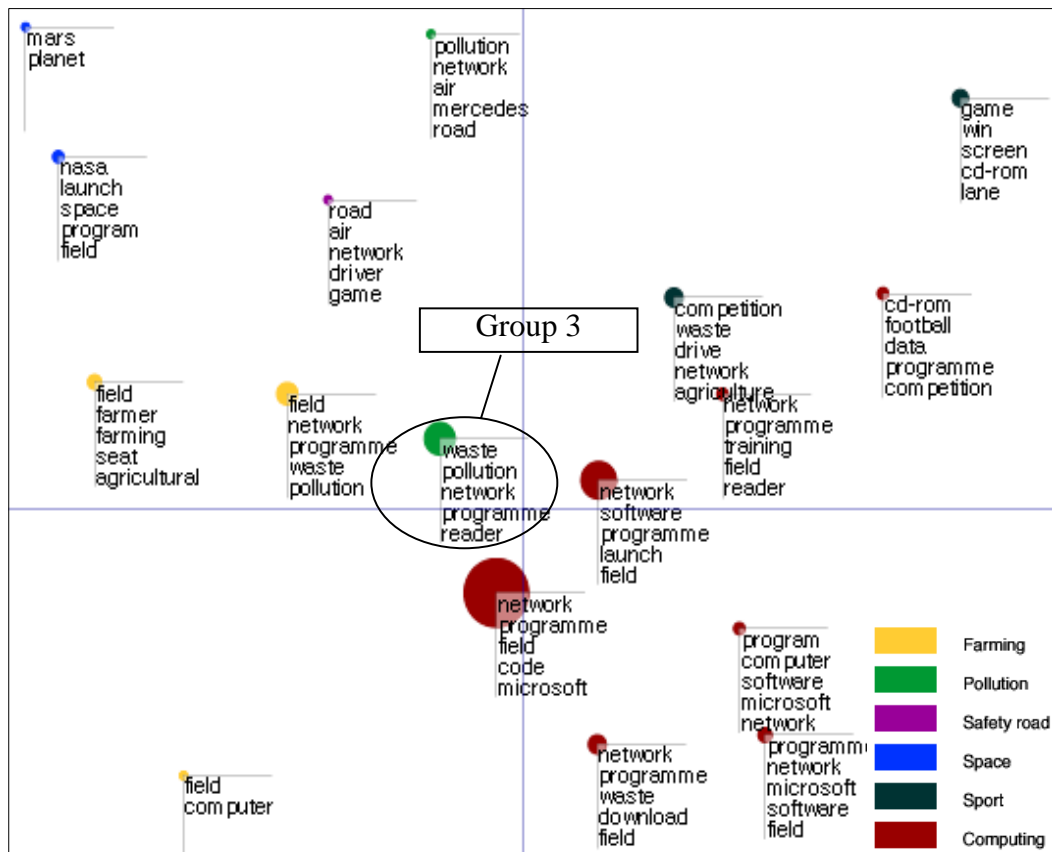 mars
planet
pollution
network
air
mercedes
road
game
win
screen
cd-rom
lane
nasa
launch
space
program
field
road
air
network
driver
game
Group 3
competition
waste
drive
network
agriculture
cd-rom
football
data
programme
competition
field
farmer
farming
seat
agricultural
field
network
programme
waste
pollution
waste
pollution
network
programme
reader
network
programme
training
field
reader
network
software
programme
launch
field
network
programme
field
code
microsoft
program
computer
software
microsoft
network
programme
network
microsoft
software
field
network
programme
waste
download
field
field
computer
Farming
Pollution
Safety road
Space
Sport
Computing